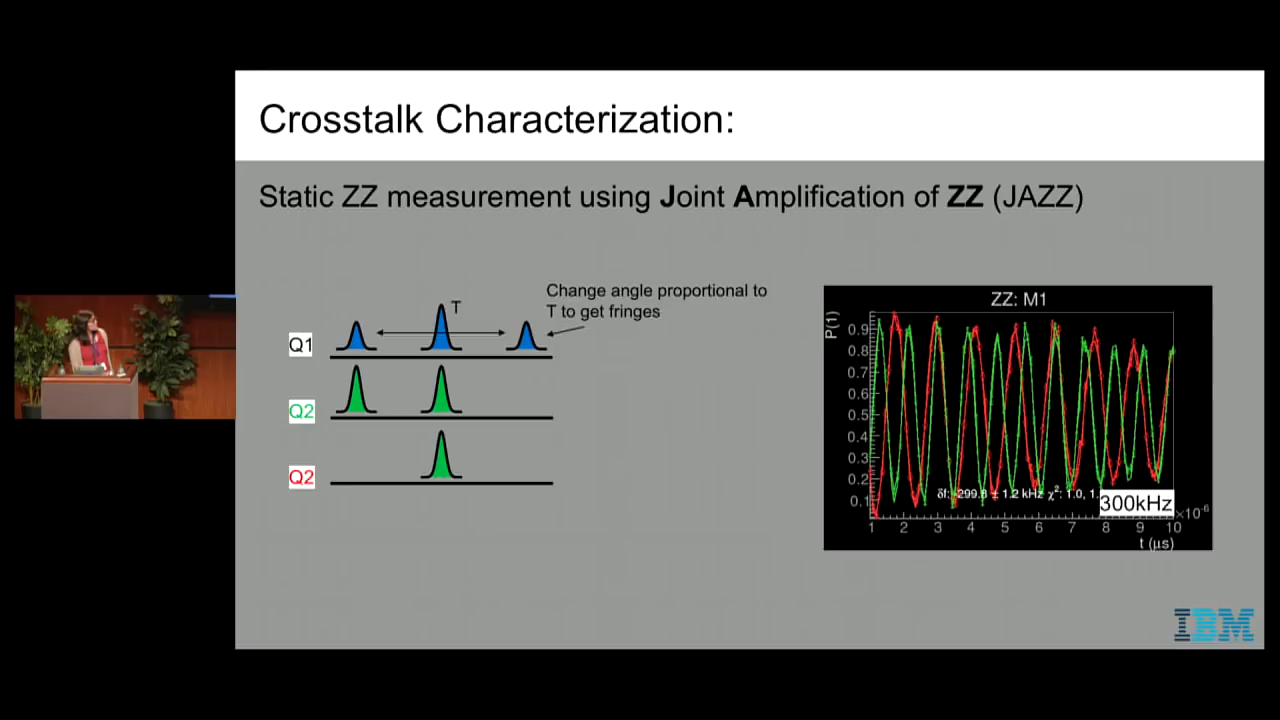 Crosstalk Characterization:
Static ZZ measurement using Joint Amplification of ZZ (JAZZ)
Change angle proportional to
T to get fringes
T
Q1
Q2
Q2
ZZ: M1
P(1)
0.9
0.8
0.7
0.6
0.5
0.4
0.3
0.2
0.1
± 1.2 kHz χ²: 1.0, 1.
300kHz
×10⁻⁶
1 2 3 4 5 6 7 8 9 10
t (μs)
IBM